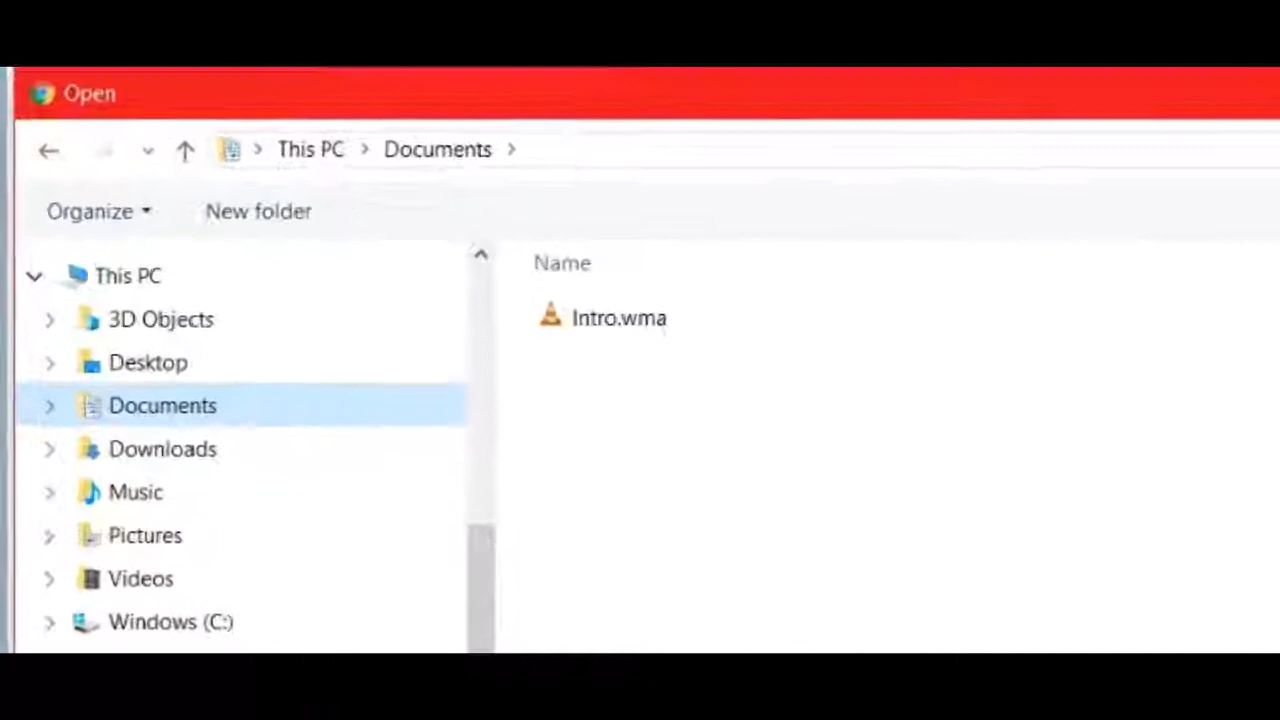 Open
This PC > Documents >
Organize New folder
Name
Intro.wma
This PC
3D Objects
Desktop
Documents
Downloads
Music
Pictures
Videos
Windows (C:)